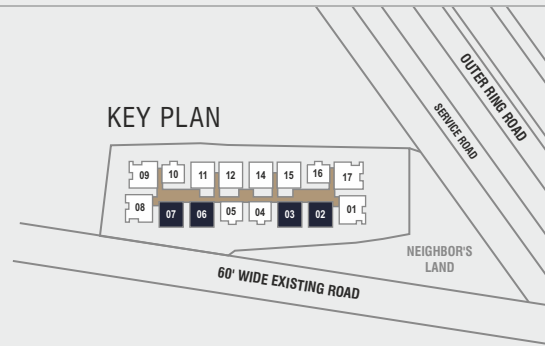 OUTER RING ROAD
SERVICE ROAD
KEY PLAN
09 10 11 12 14 15 16 17
08 07 06 05 04 03 02 01
NEIGHBOR'S
LAND
60' WIDE EXISTING ROAD